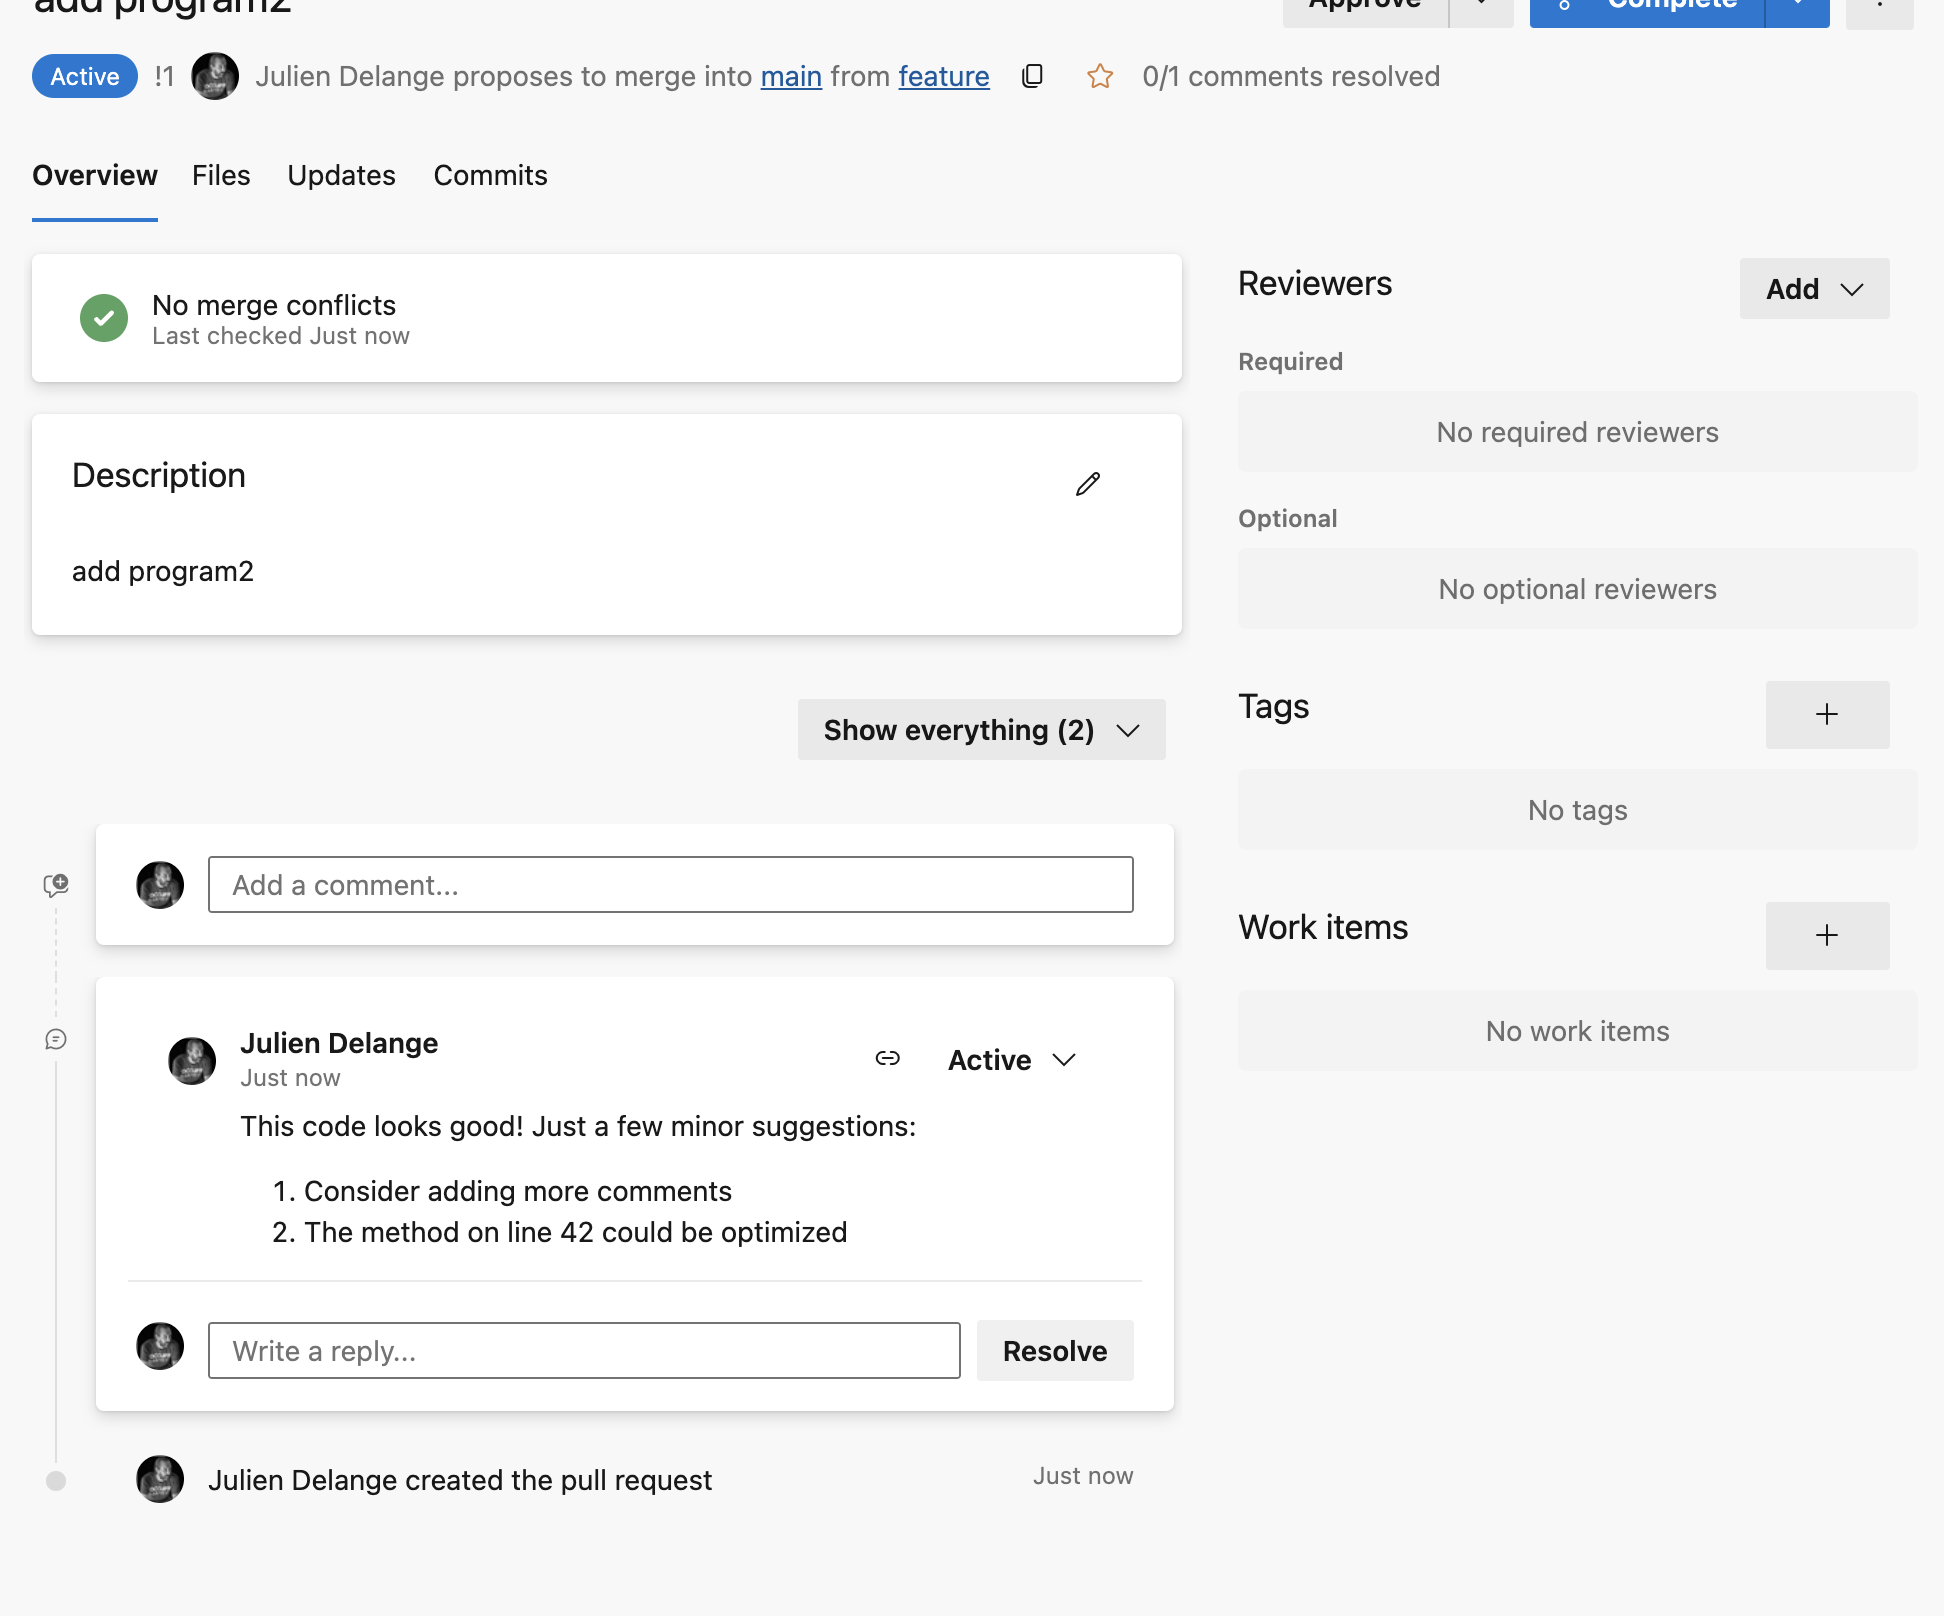 add program2
Approve
Complete
Active !1 Julien Delange proposes to merge into main from feature 0/1 comments resolved
Overview Files Updates Commits
No merge conflicts
Last checked Just now
Description
add program2
Show everything (2)
Add a comment...
Julien Delange
Just now
Active
This code looks good! Just a few minor suggestions:
1. Consider adding more comments
2. The method on line 42 could be optimized
Write a reply...
Resolve
Julien Delange created the pull request
Just now
Reviewers
Add
Required
No required reviewers
Optional
No optional reviewers
Tags
No tags
Work items
No work items